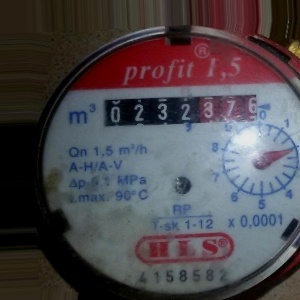 profit 1,5
®
m³ 0232376
Qn 1,5 m³/h
A-H/A-V
Δp 0.1 MPa
t.max. 90°C
RP
T-sk 1-12
x 0,0001
HLS
4158582